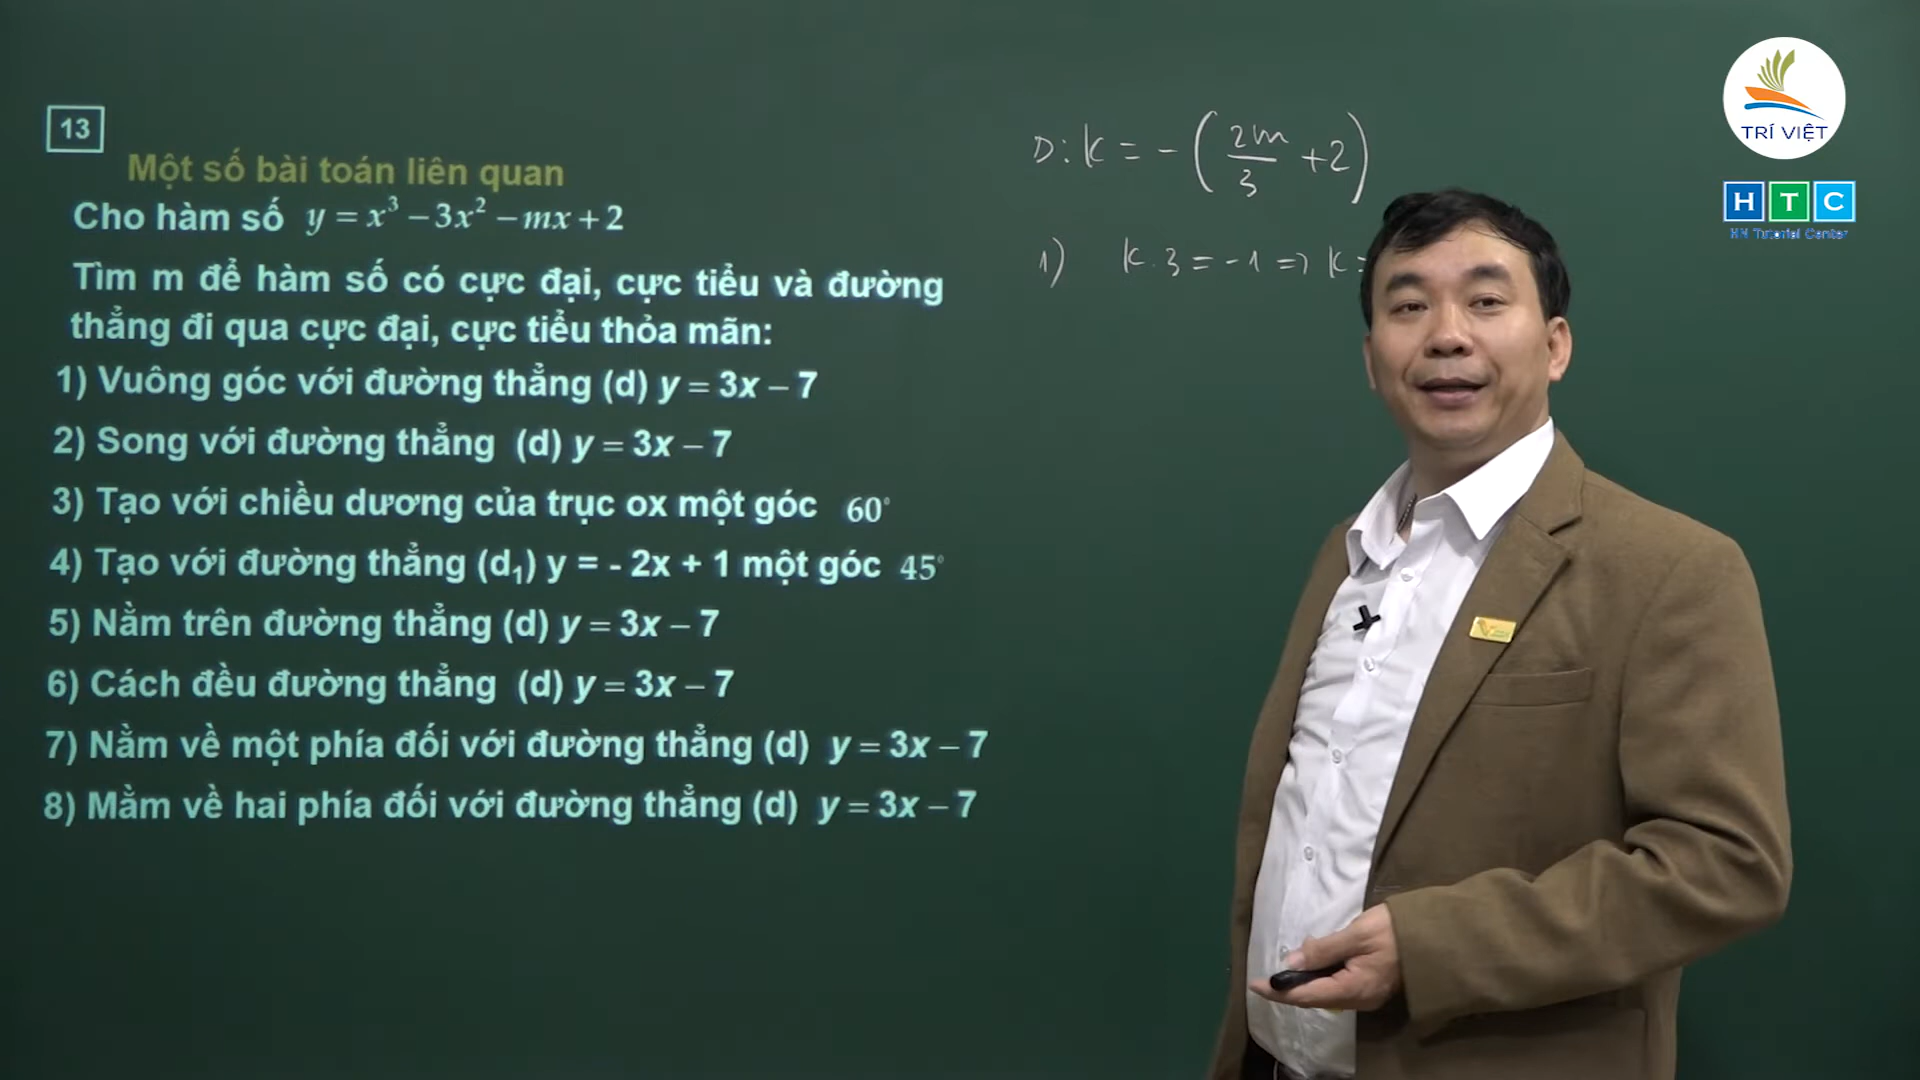 13
Một số bài toán liên quan
Cho hàm số y = x³ − 3x² − mx + 2
Tìm m để hàm số có cực đại, cực tiểu và đường
thẳng đi qua cực đại, cực tiểu thỏa mãn:
1) Vuông góc với đường thẳng (d) y = 3x − 7
2) Song với đường thẳng (d) y = 3x − 7
3) Tạo với chiều dương của trục ox một góc 60°
4) Tạo với đường thẳng (d₁) y = - 2x + 1 một góc 45°
5) Nằm trên đường thẳng (d) y = 3x − 7
6) Cách đều đường thẳng (d) y = 3x − 7
7) Nằm về một phía đối với đường thẳng (d) y = 3x − 7
8) Mằm về hai phía đối với đường thẳng (d) y = 3x − 7
D: k = - (2m/3 + 2)
1) k.3 = -1 => k =
TRÍ VIỆT
HTC
HN Tutorial Center